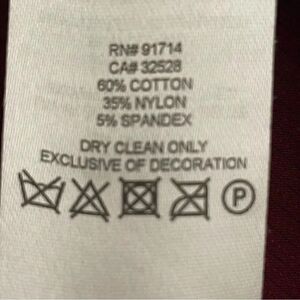 RN# 91714
CA# 32528
60% COTTON
35% NYLON
5% SPANDEX
DRY CLEAN ONLY
EXCLUSIVE OF DECORATION
P